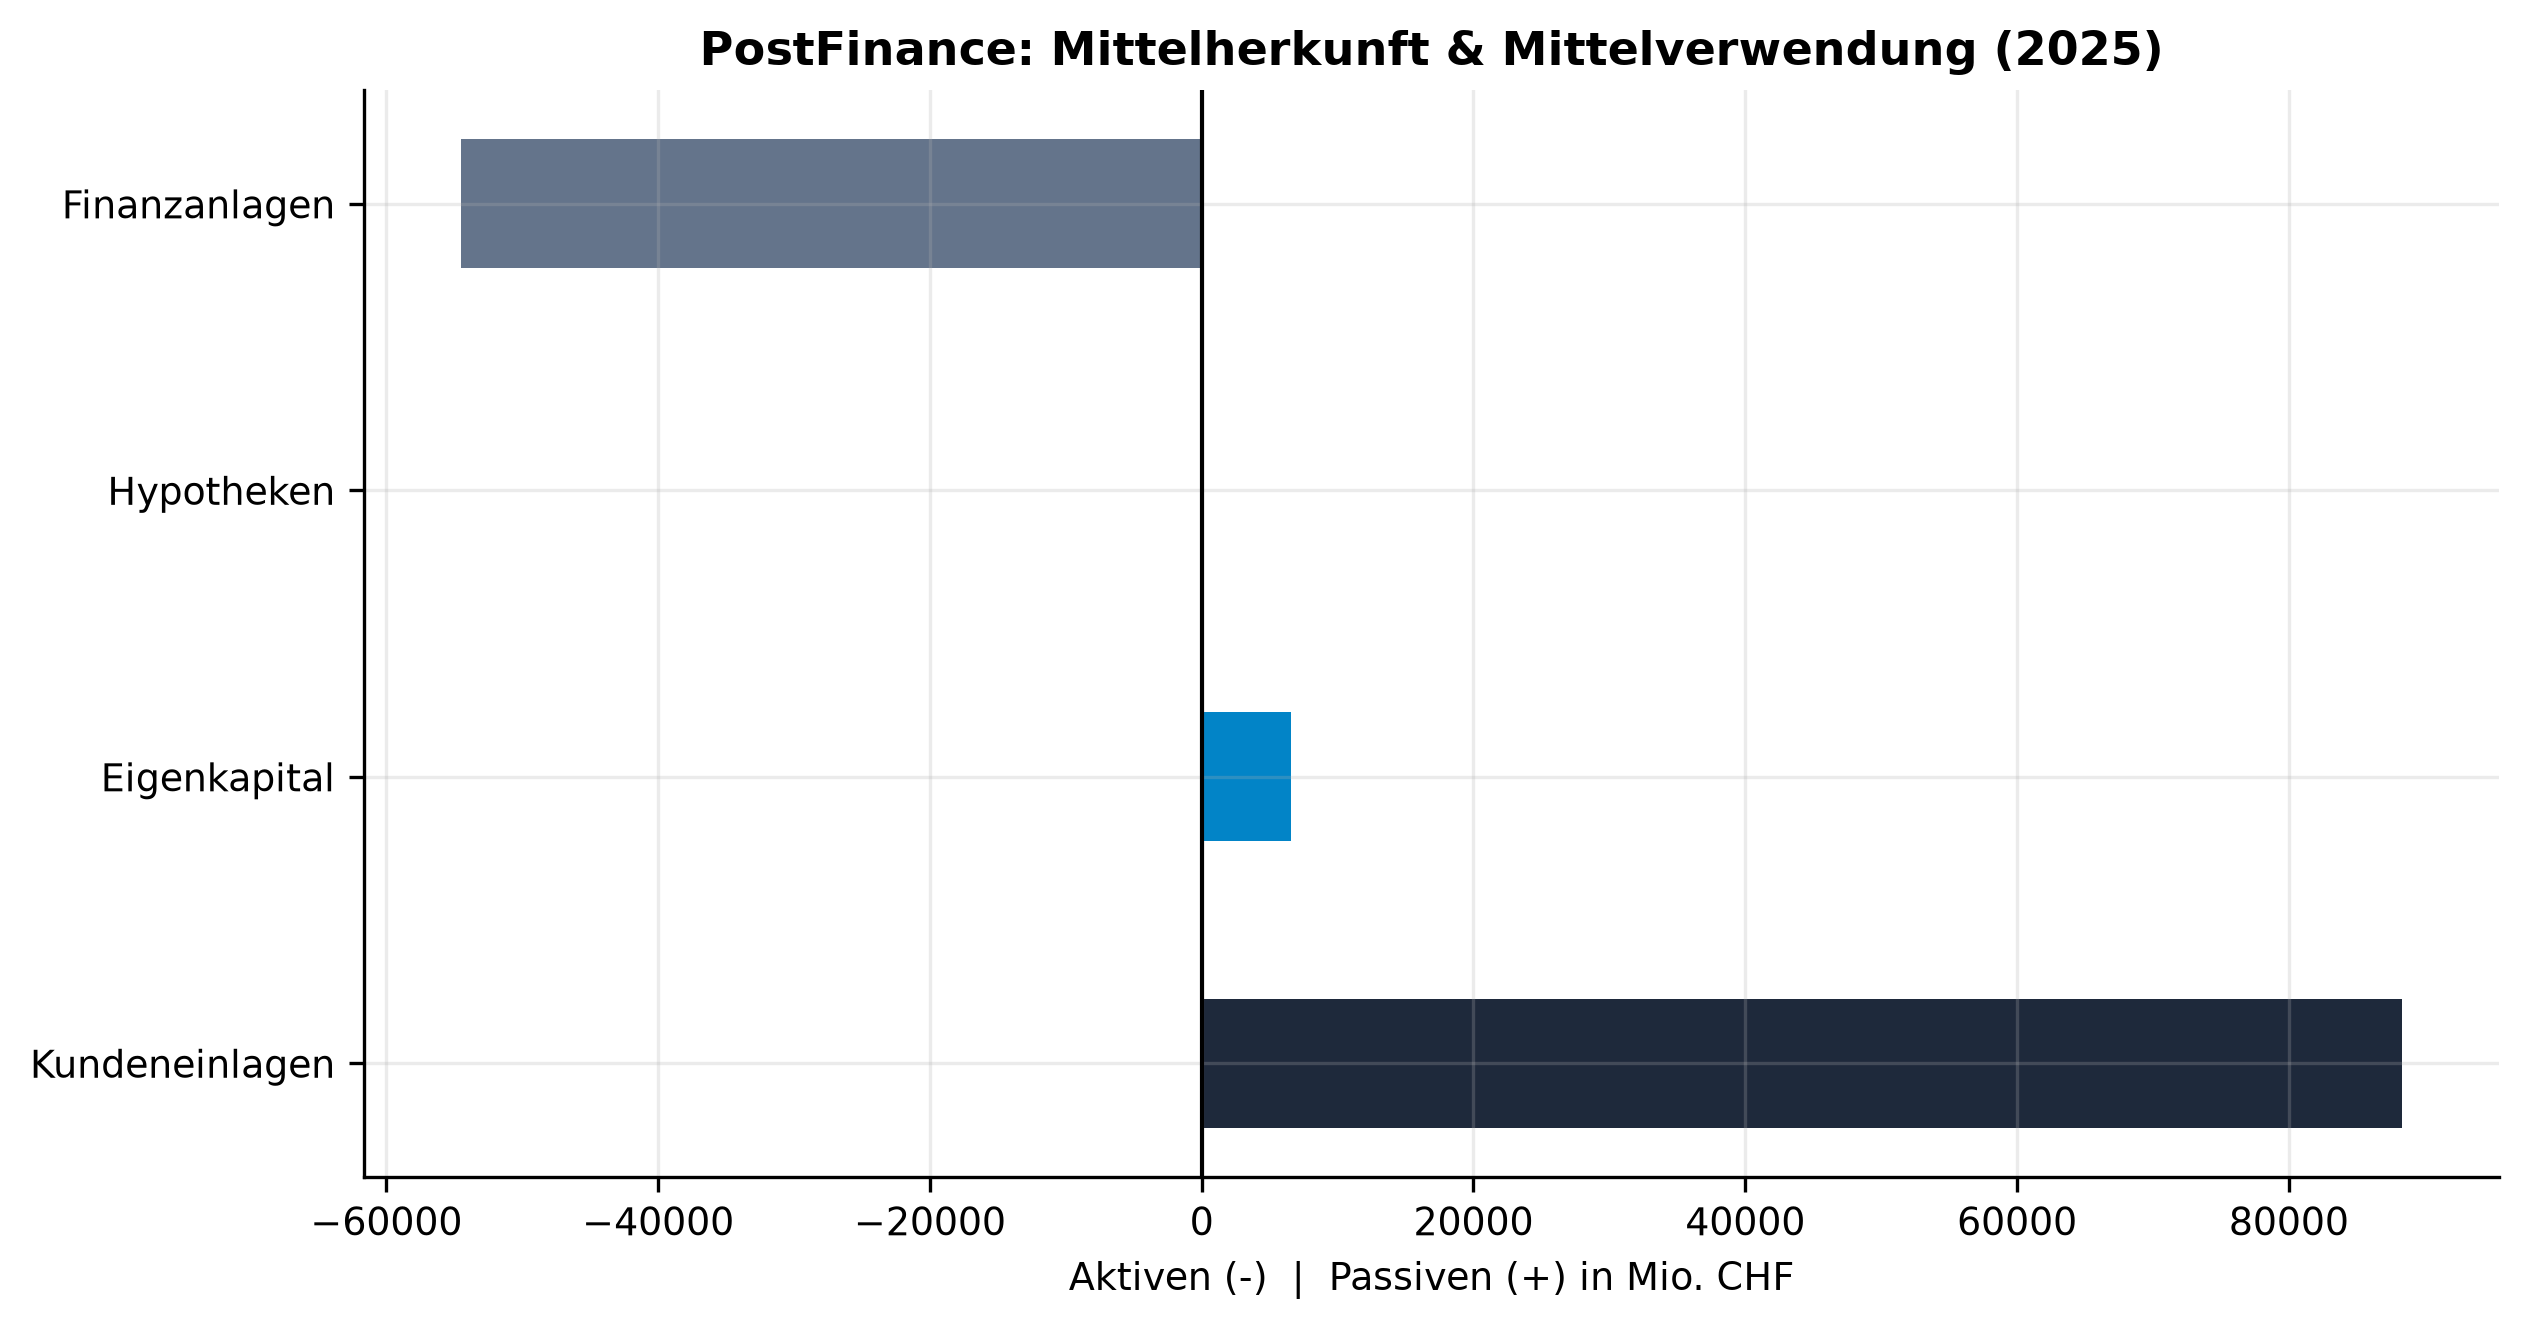 PostFinance: Mittelherkunft & Mittelverwendung (2025)
Finanzanlagen
Hypotheken
Eigenkapital
Kundeneinlagen
−60000 −40000 −20000 0 20000 40000 60000 80000
Aktiven (-) | Passiven (+) in Mio. CHF